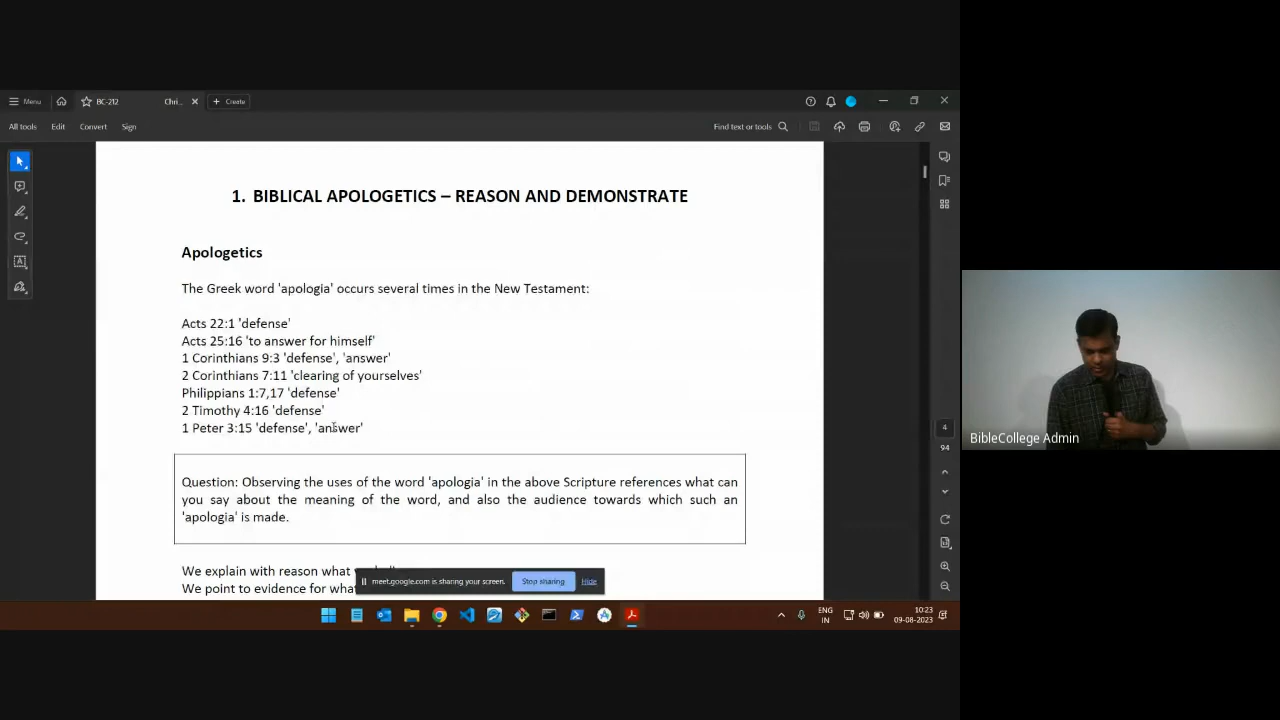 Menu
BC-212
Chri...
Create
All tools
Edit
Convert
Sign
Find text or tools
1. BIBLICAL APOLOGETICS – REASON AND DEMONSTRATE
Apologetics
The Greek word 'apologia' occurs several times in the New Testament:
Acts 22:1 'defense'
Acts 25:16 'to answer for himself'
1 Corinthians 9:3 'defense', 'answer'
2 Corinthians 7:11 'clearing of yourselves'
Philippians 1:7,17 'defense'
2 Timothy 4:16 'defense'
1 Peter 3:15 'defense', 'answer'
Question: Observing the uses of the word 'apologia' in the above Scripture references what can
you say about the meaning of the word, and also the audience towards which such an
'apologia' is made.
We explain with reason what
We point to evidence for what
meet.google.com is sharing your screen.
Stop sharing
Hide
4
94
ENG
IN
10:23
09-08-2023
BibleCollege Admin